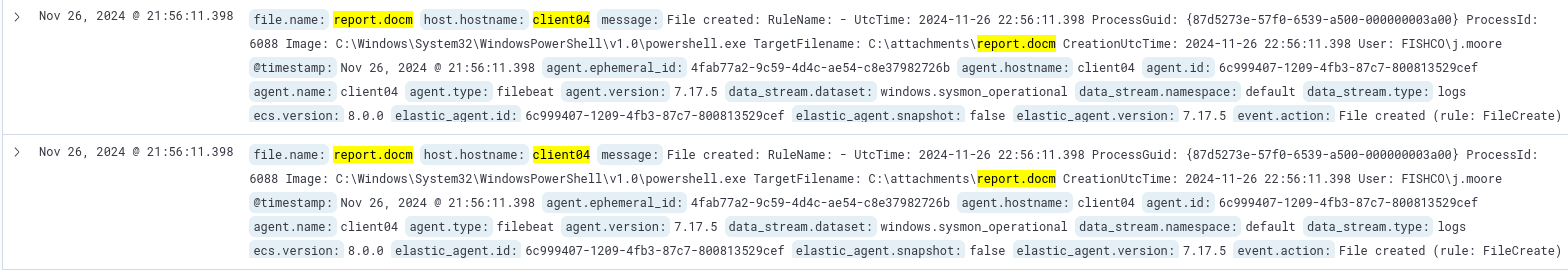 Nov 26, 2024 @ 21:56:11.398 file.name: report.docm host.hostname: client04 message: File created: RuleName: - UtcTime: 2024-11-26 22:56:11.398 ProcessGuid: {87d5273e-57f0-6539-a500-000000003a00} ProcessId:
6088 Image: C:\Windows\System32\WindowsPowerShell\v1.0\powershell.exe TargetFilename: C:\attachments\report.docm CreationUtcTime: 2024-11-26 22:56:11.398 User: FISHCO\j.moore
@timestamp: Nov 26, 2024 @ 21:56:11.398 agent.ephemeral_id: 4fab77a2-9c59-4d4c-ae54-c8e37982726b agent.hostname: client04 agent.id: 6c999407-1209-4fb3-87c7-800813529cef
agent.name: client04 agent.type: filebeat agent.version: 7.17.5 data_stream.dataset: windows.sysmon_operational data_stream.namespace: default data_stream.type: logs
ecs.version: 8.0.0 elastic_agent.id: 6c999407-1209-4fb3-87c7-800813529cef elastic_agent.snapshot: false elastic_agent.version: 7.17.5 event.action: File created (rule: FileCreate)
Nov 26, 2024 @ 21:56:11.398 file.name: report.docm host.hostname: client04 message: File created: RuleName: - UtcTime: 2024-11-26 22:56:11.398 ProcessGuid: {87d5273e-57f0-6539-a500-000000003a00} ProcessId:
6088 Image: C:\Windows\System32\WindowsPowerShell\v1.0\powershell.exe TargetFilename: C:\attachments\report.docm CreationUtcTime: 2024-11-26 22:56:11.398 User: FISHCO\j.moore
@timestamp: Nov 26, 2024 @ 21:56:11.398 agent.ephemeral_id: 4fab77a2-9c59-4d4c-ae54-c8e37982726b agent.hostname: client04 agent.id: 6c999407-1209-4fb3-87c7-800813529cef
agent.name: client04 agent.type: filebeat agent.version: 7.17.5 data_stream.dataset: windows.sysmon_operational data_stream.namespace: default data_stream.type: logs
ecs.version: 8.0.0 elastic_agent.id: 6c999407-1209-4fb3-87c7-800813529cef elastic_agent.snapshot: false elastic_agent.version: 7.17.5 event.action: File created (rule: FileCreate)